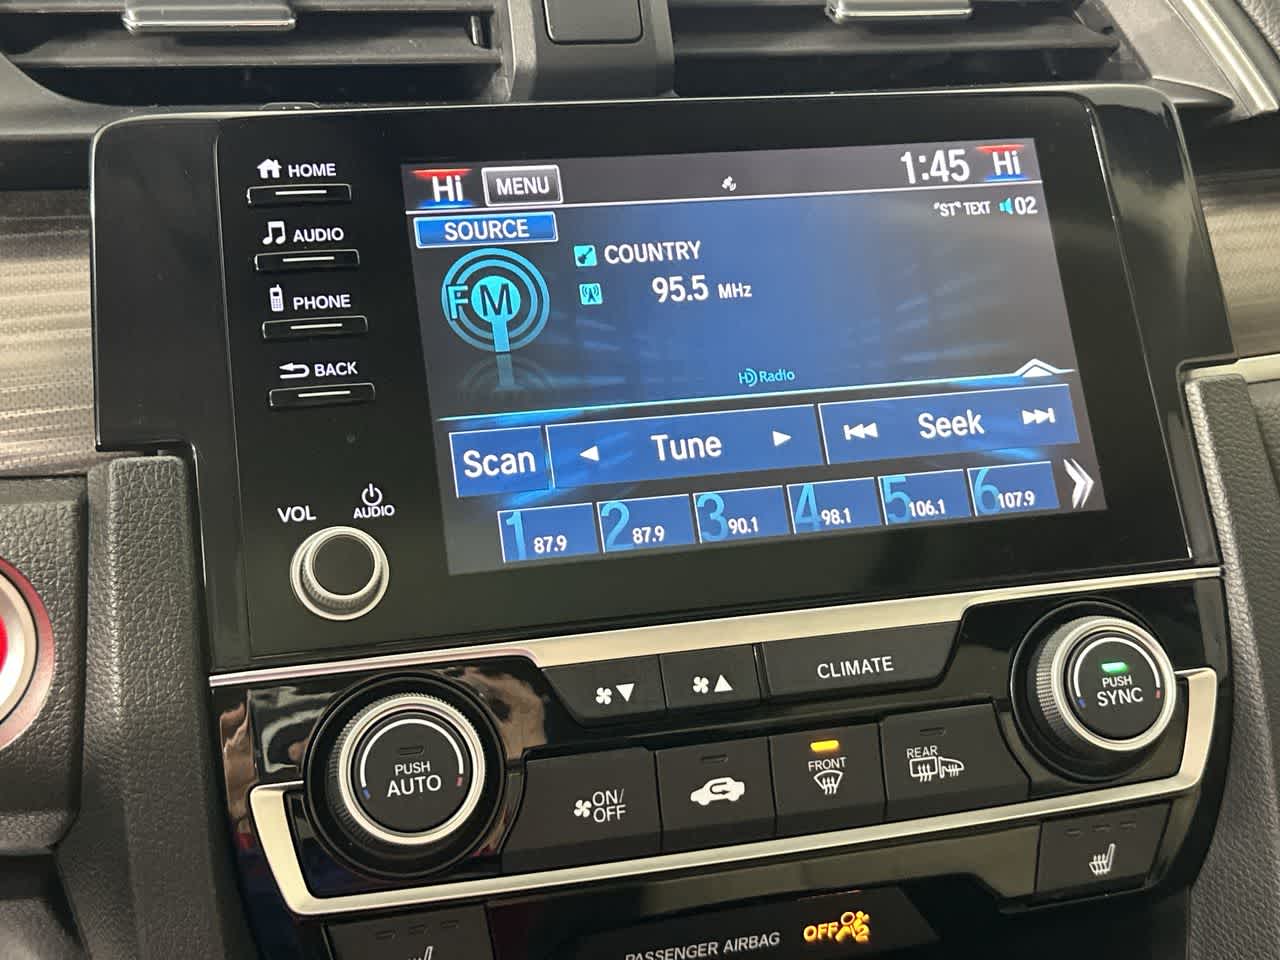 HOME
AUDIO
PHONE
BACK
VOL
AUDIO
Hi MENU 1:45 Hi
SOURCE
"ST" TEXT 02
FM
COUNTRY
95.5 MHz
HD Radio
Scan Tune Seek
1 87.9 2 87.9 3 90.1 4 98.1 5 106.1 6 107.9
CLIMATE
PUSH
SYNC
PUSH
AUTO
ON/
OFF
FRONT
REAR
PASSENGER AIRBAG OFF